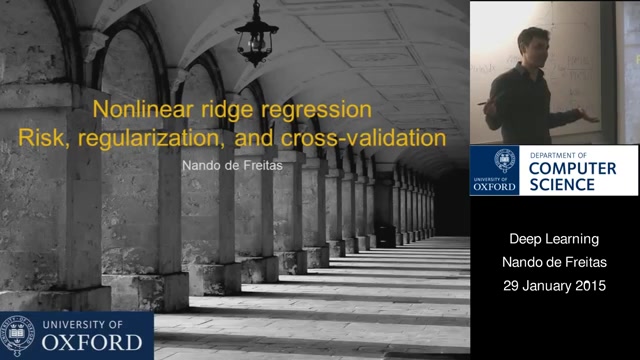 Nonlinear ridge regression
Risk, regularization, and cross-validation
Nando de Freitas
UNIVERSITY OF
OXFORD
UNIVERSITY OF
OXFORD
DEPARTMENT OF
COMPUTER
SCIENCE
Deep Learning
Nando de Freitas
29 January 2015